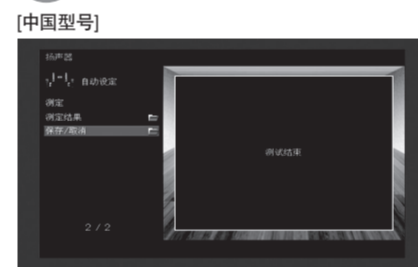 [中国型号]
扬声器
自动设定
测定
测定结果
保存/取消
测试结束
2 / 2